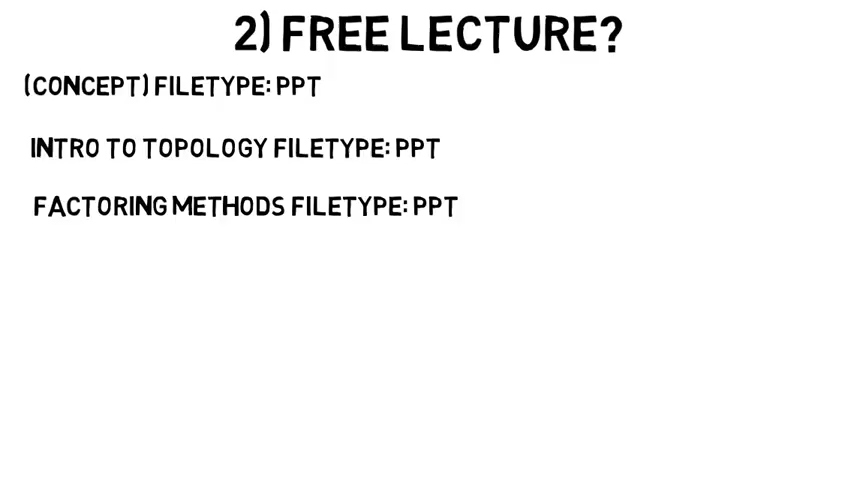 2) FREE LECTURE?
(CONCEPT) FILETYPE: PPT
INTRO TO TOPOLOGY FILETYPE: PPT
FACTORING METHODS FILETYPE: PPT